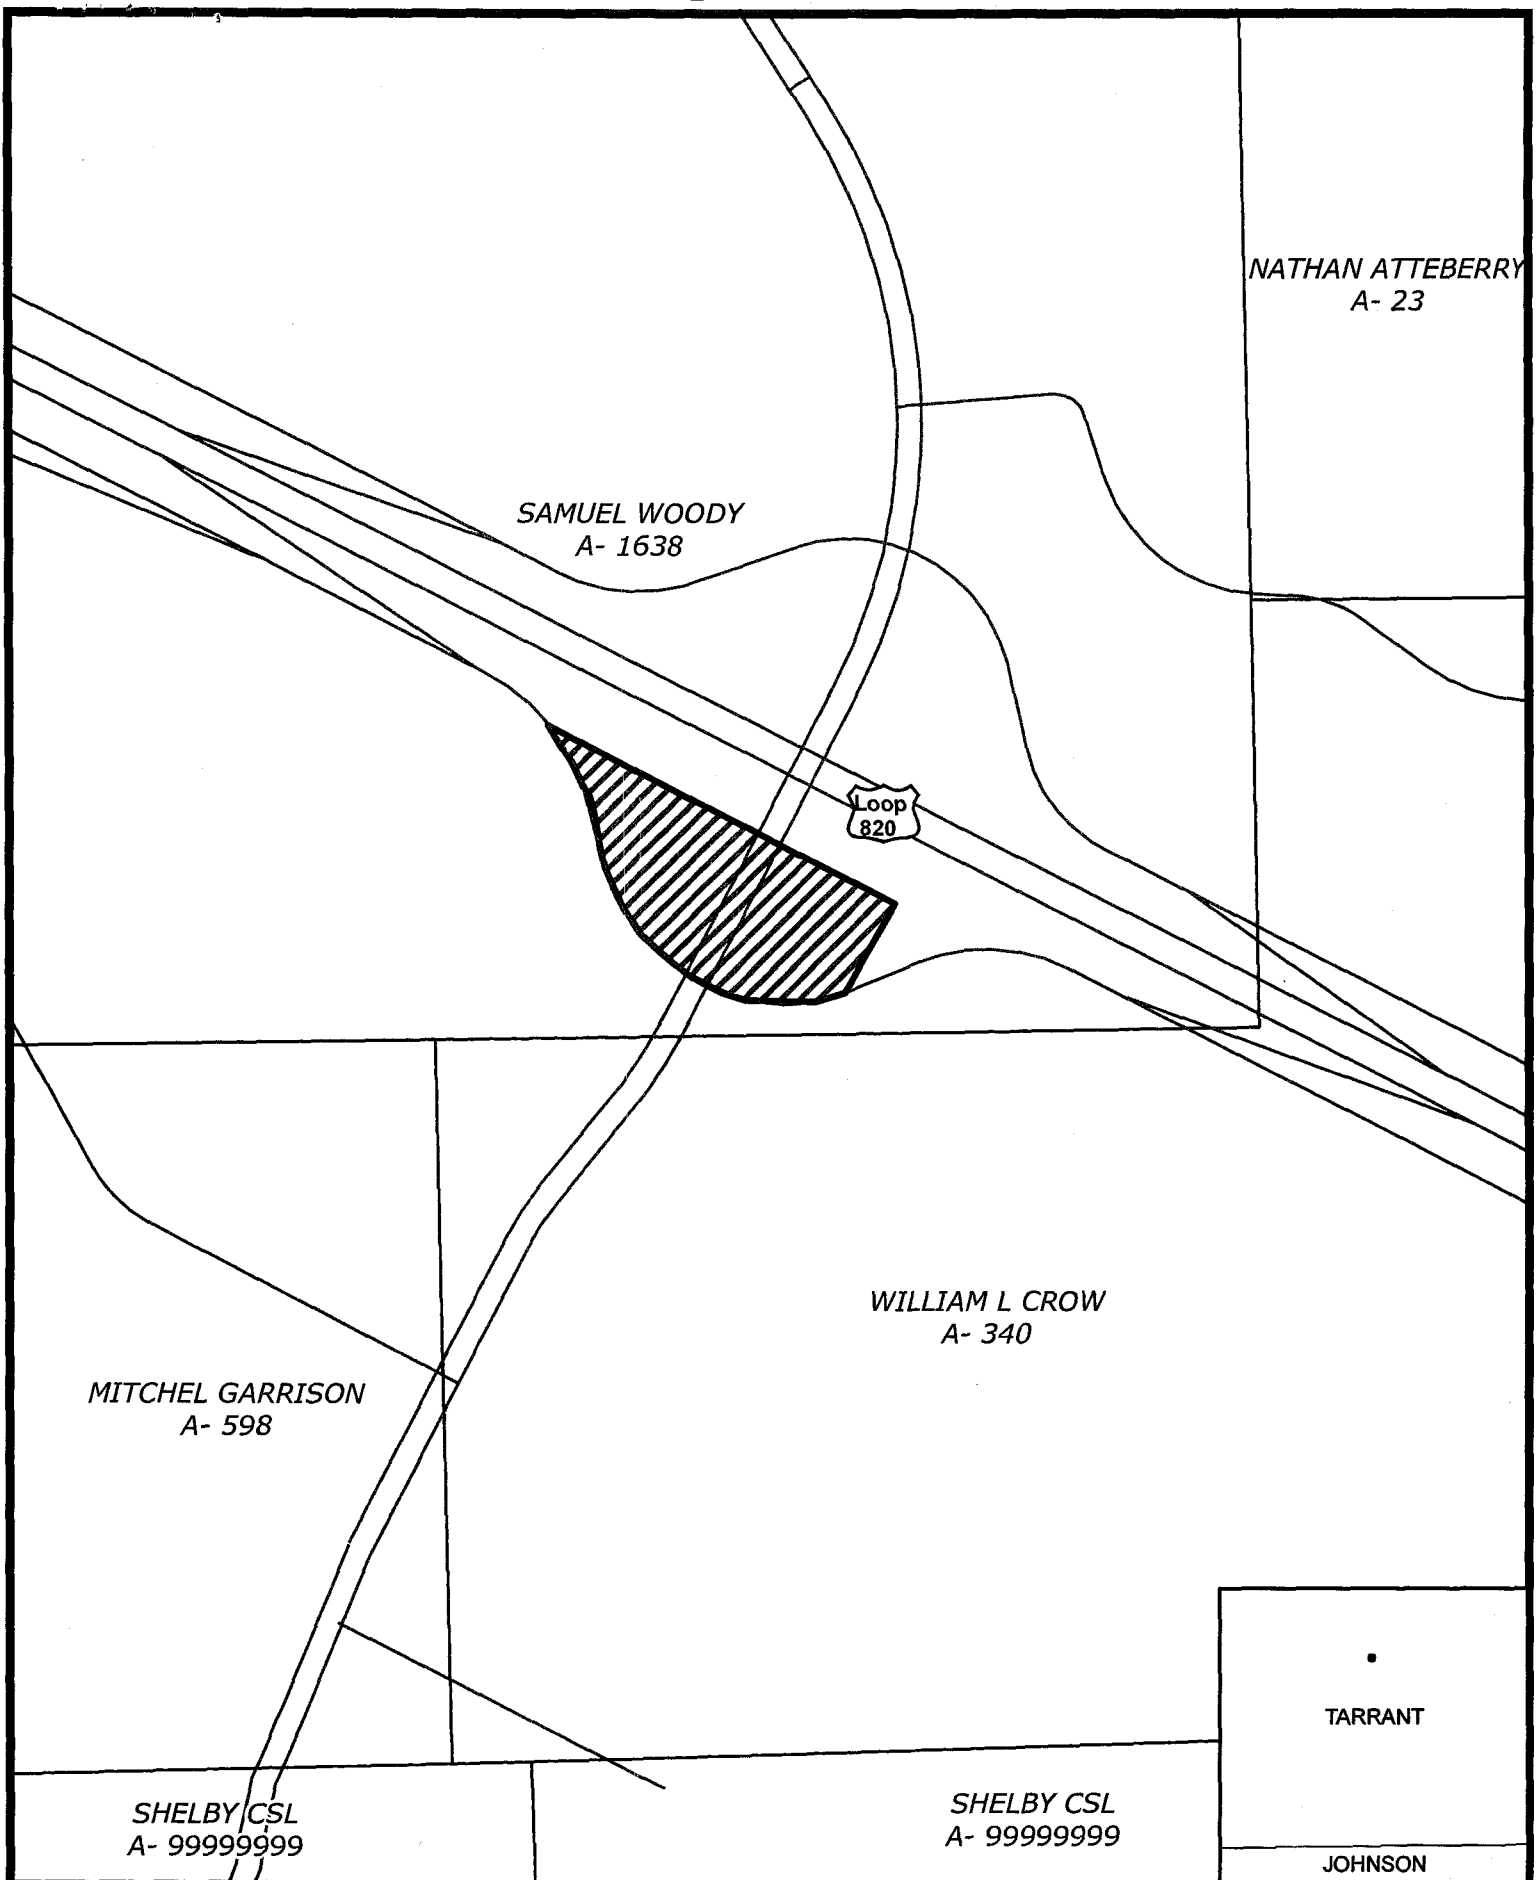 NATHAN ATTEBERRY
A- 23
SAMUEL WOODY
A- 1638
Loop
820
WILLIAM L CROW
A- 340
MITCHEL GARRISON
A- 598
TARRANT
SHELBY CSL
A- 99999999
SHELBY CSL
A- 99999999
JOHNSON